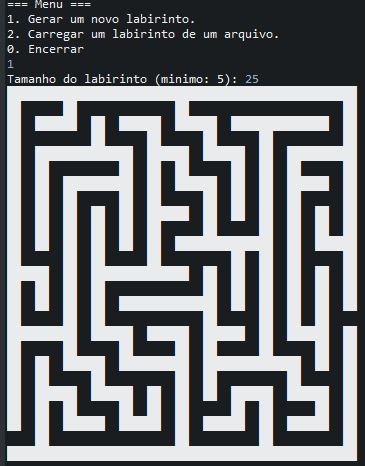 === Menu ===
1. Gerar um novo labirinto.
2. Carregar um labirinto de um arquivo.
0. Encerrar
1
Tamanho do labirinto (minimo: 5): 25